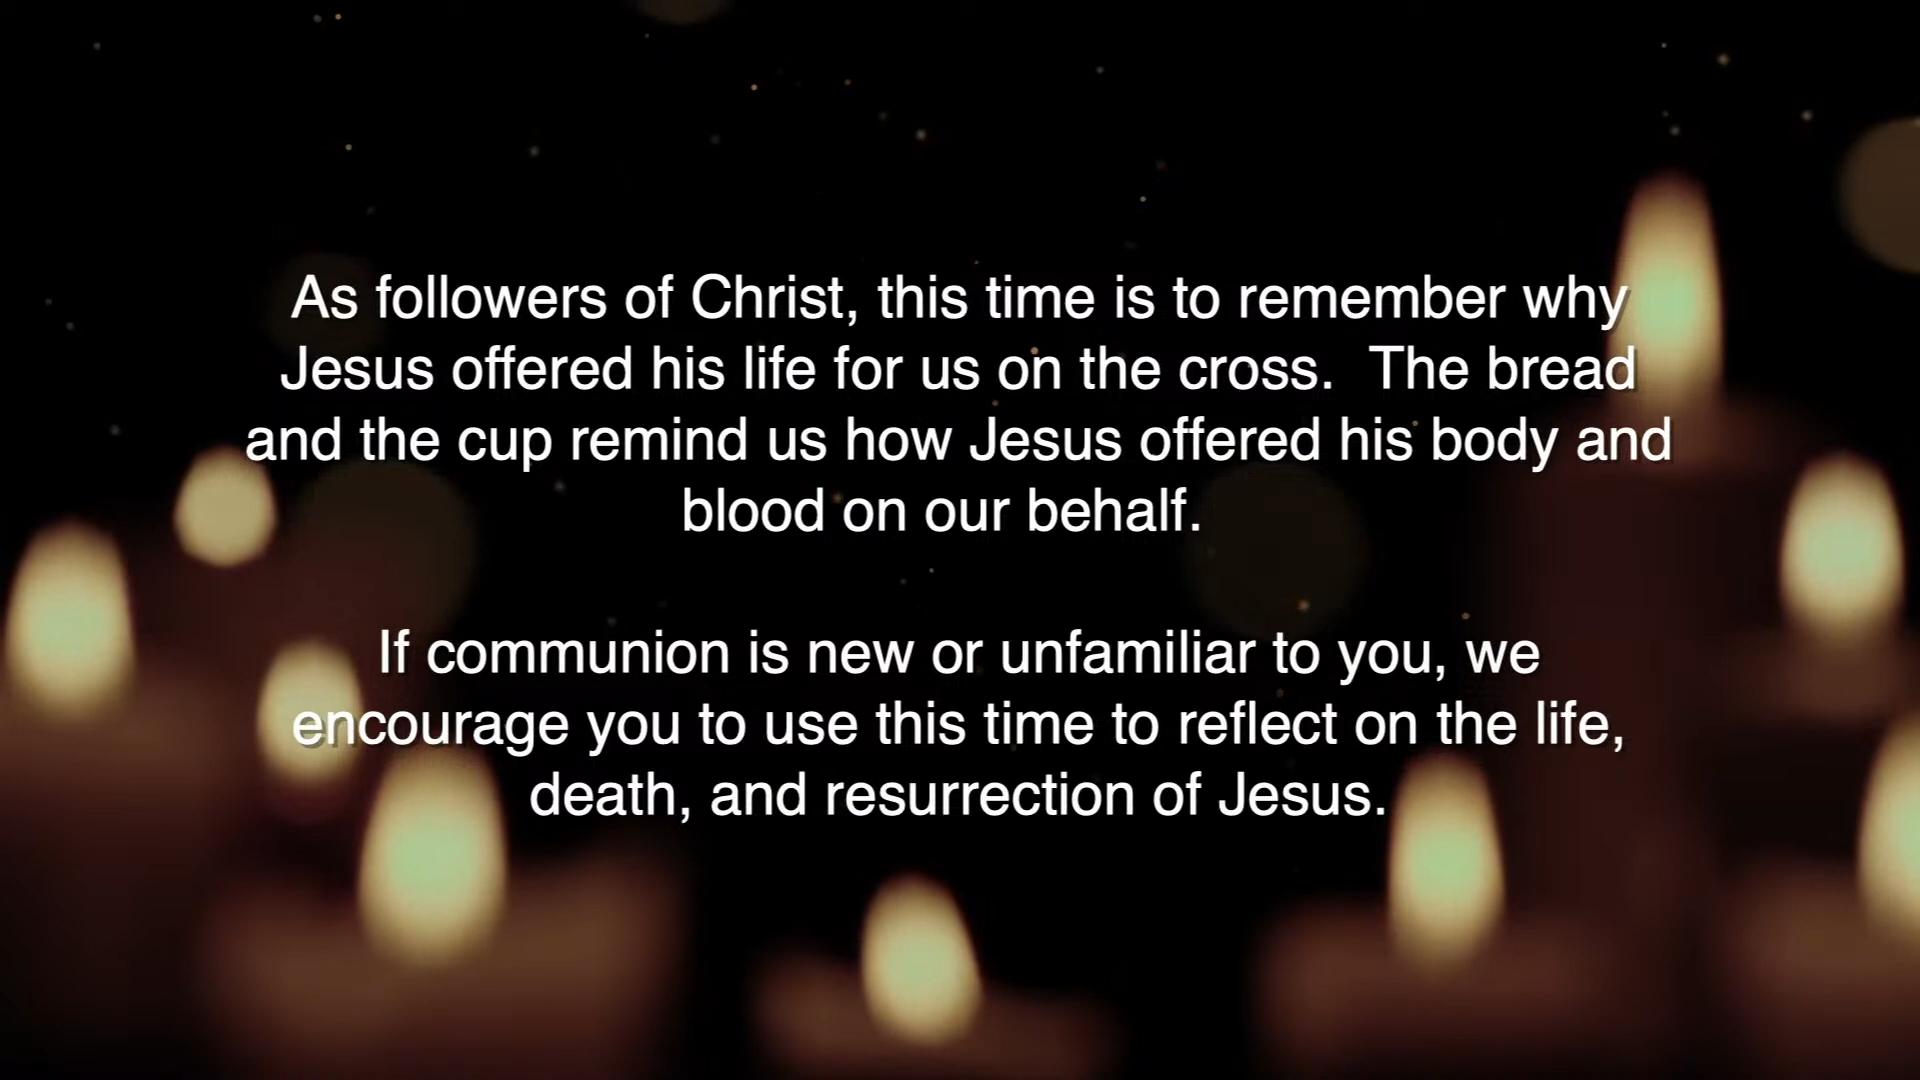 As followers of Christ, this time is to remember why
Jesus offered his life for us on the cross.  The bread
and the cup remind us how Jesus offered his body and
blood on our behalf.
If communion is new or unfamiliar to you, we
encourage you to use this time to reflect on the life,
death, and resurrection of Jesus.